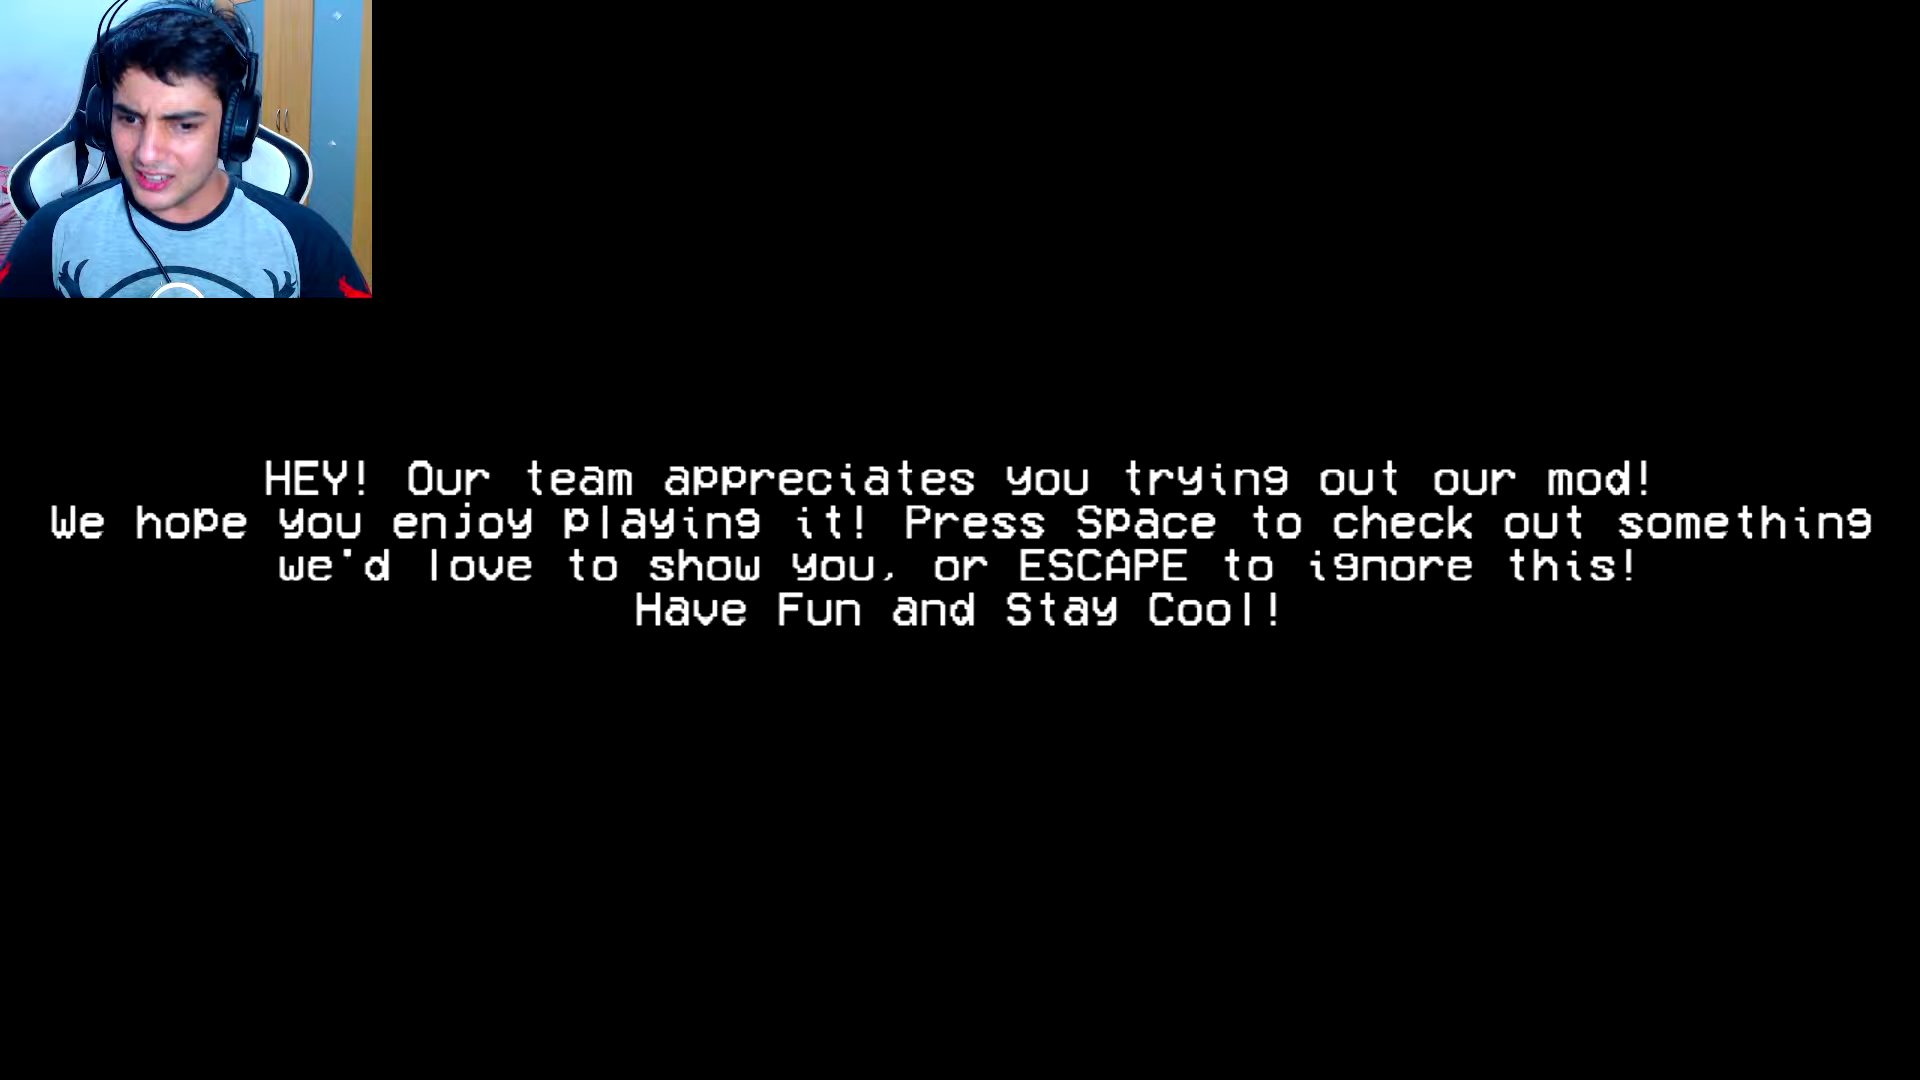 HEY! Our team appreciates you trying out our mod!
We hope you enjoy playing it! Press Space to check out something
we'd love to show you, or ESCAPE to ignore this!
Have Fun and Stay Cool!